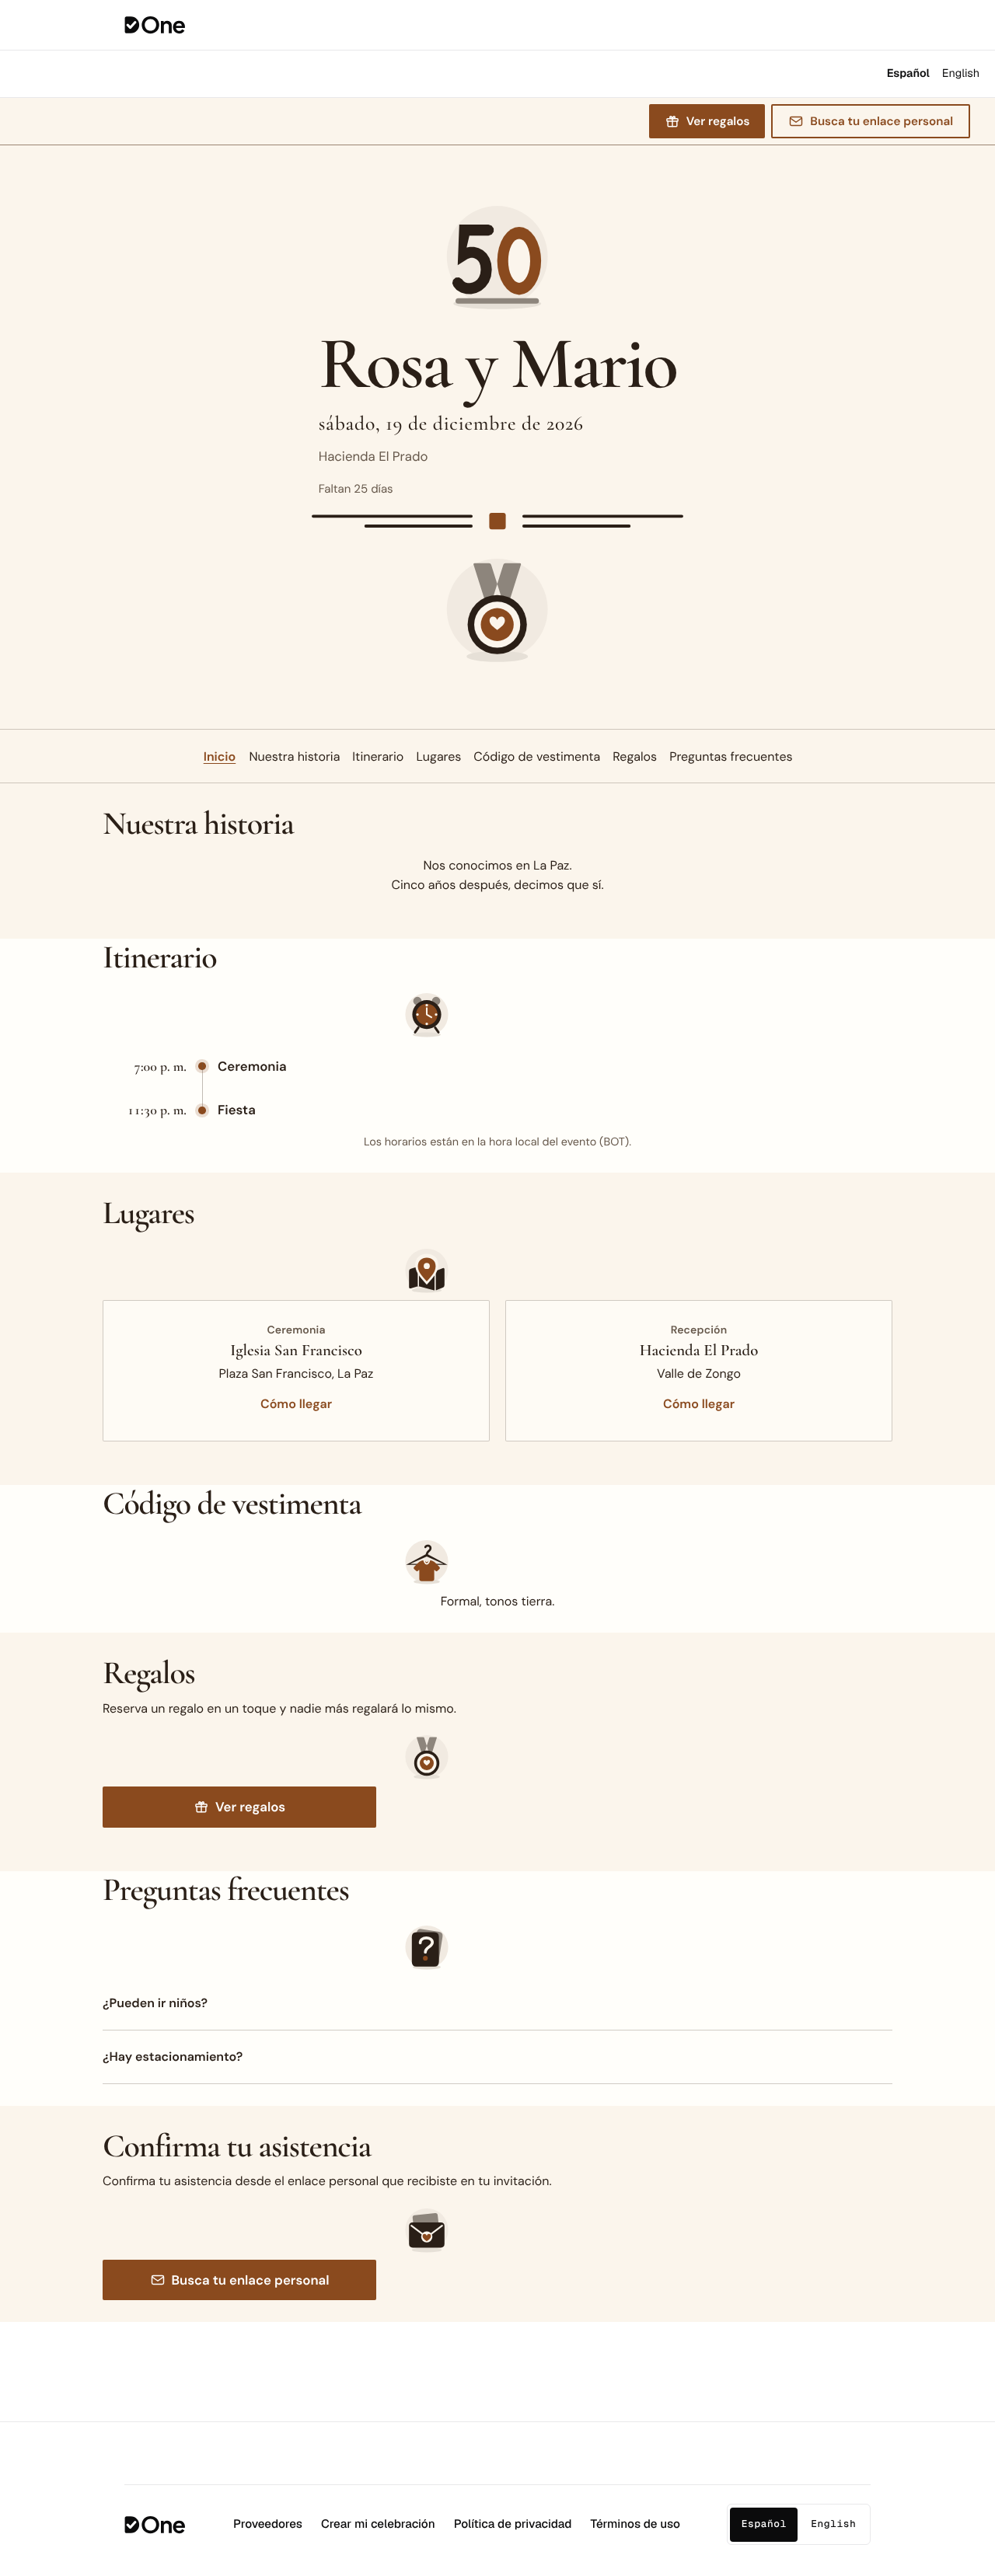 One
Español English
Ver regalos Busca tu enlace personal
50
Rosa y Mario
sábado, 19 de diciembre de 2026
Hacienda El Prado
Faltan 25 días
Inicio Nuestra historia Itinerario Lugares Código de vestimenta Regalos Preguntas frecuentes
Nuestra historia
Nos conocimos en La Paz.
Cinco años después, decimos que sí.
Itinerario
7:00 p. m. Ceremonia
11:30 p. m. Fiesta
Los horarios están en la hora local del evento (BOT).
Lugares
Ceremonia
Iglesia San Francisco
Plaza San Francisco, La Paz
Cómo llegar
Recepción
Hacienda El Prado
Valle de Zongo
Cómo llegar
Código de vestimenta
Formal, tonos tierra.
Regalos
Reserva un regalo en un toque y nadie más regalará lo mismo.
Ver regalos
Preguntas frecuentes
?
¿Pueden ir niños?
¿Hay estacionamiento?
Confirma tu asistencia
Confirma tu asistencia desde el enlace personal que recibiste en tu invitación.
Busca tu enlace personal
One Proveedores Crear mi celebración Política de privacidad Términos de uso Español English